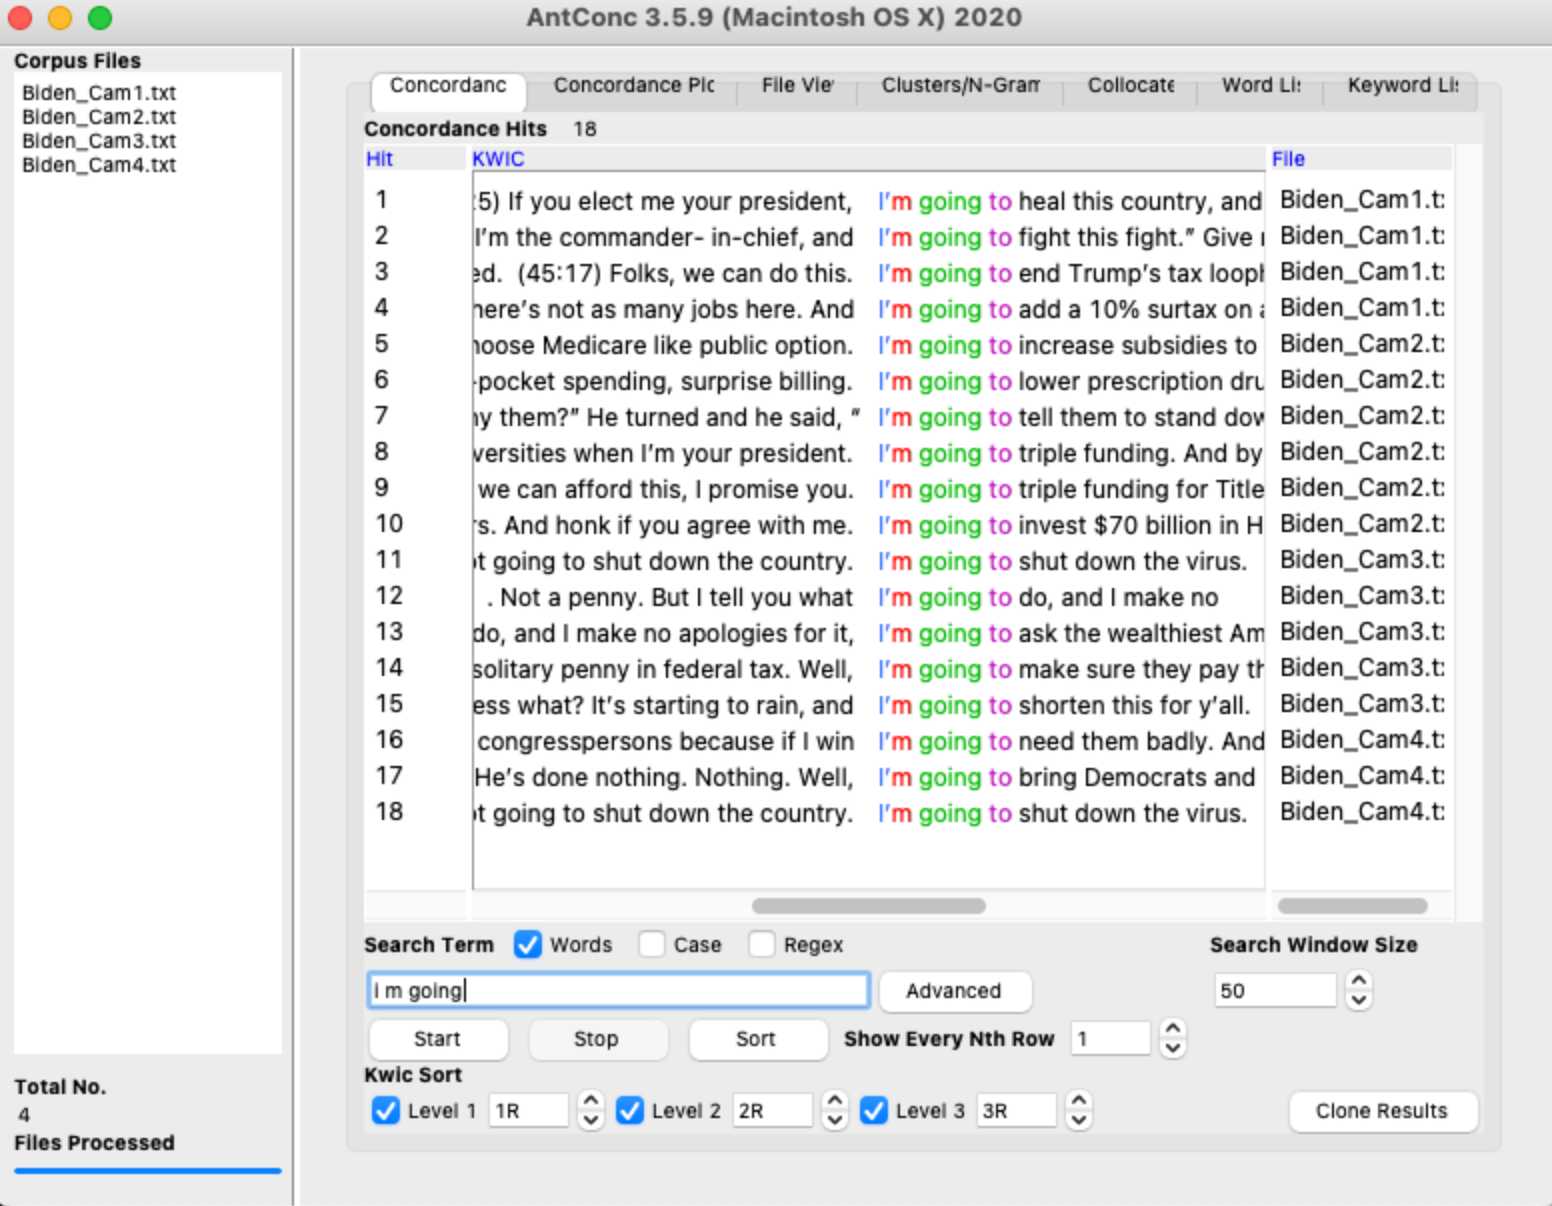 AntConc 3.5.9 (Macintosh OS X) 2020
Corpus Files
Biden_Cam1.txt
Biden_Cam2.txt
Biden_Cam3.txt
Biden_Cam4.txt
Total No.
4
Files Processed
Concordanc Concordance Plc File Vie Clusters/N-Gran Collocate Word Li Keyword Li
Concordance Hits 18
Hit KWIC File
1 5) If you elect me your president, I'm going to heal this country, and Biden_Cam1.t
2 I'm the commander- in-chief, and I'm going to fight this fight.” Give Biden_Cam1.t
3 ed. (45:17) Folks, we can do this. I'm going to end Trump's tax looph Biden_Cam1.t
4 here's not as many jobs here. And I'm going to add a 10% surtax on a Biden_Cam1.t
5 hoose Medicare like public option. I'm going to increase subsidies to Biden_Cam2.t
6 -pocket spending, surprise billing. I'm going to lower prescription dru Biden_Cam2.t
7 ny them?” He turned and he said, “ I'm going to tell them to stand dow Biden_Cam2.t
8 versities when I'm your president. I'm going to triple funding. And by Biden_Cam2.t
9 we can afford this, I promise you. I'm going to triple funding for Title Biden_Cam2.t
10 rs. And honk if you agree with me. I'm going to invest $70 billion in H Biden_Cam2.t
11 ot going to shut down the country. I'm going to shut down the virus. Biden_Cam3.t
12 . Not a penny. But I tell you what I'm going to do, and I make no Biden_Cam3.t
13 do, and I make no apologies for it, I'm going to ask the wealthiest Am Biden_Cam3.t
14 solitary penny in federal tax. Well, I'm going to make sure they pay th Biden_Cam3.t
15 ess what? It's starting to rain, and I'm going to shorten this for y'all. Biden_Cam3.t
16 congresspersons because if I win I'm going to need them badly. And Biden_Cam4.t
17 He's done nothing. Nothing. Well, I'm going to bring Democrats and Biden_Cam4.t
18 ot going to shut down the country. I'm going to shut down the virus. Biden_Cam4.t
Search Term Words Case Regex Search Window Size
i m going Advanced 50
Start Stop Sort Show Every Nth Row 1
Kwic Sort
Level 1 1R Level 2 2R Level 3 3R Clone Results